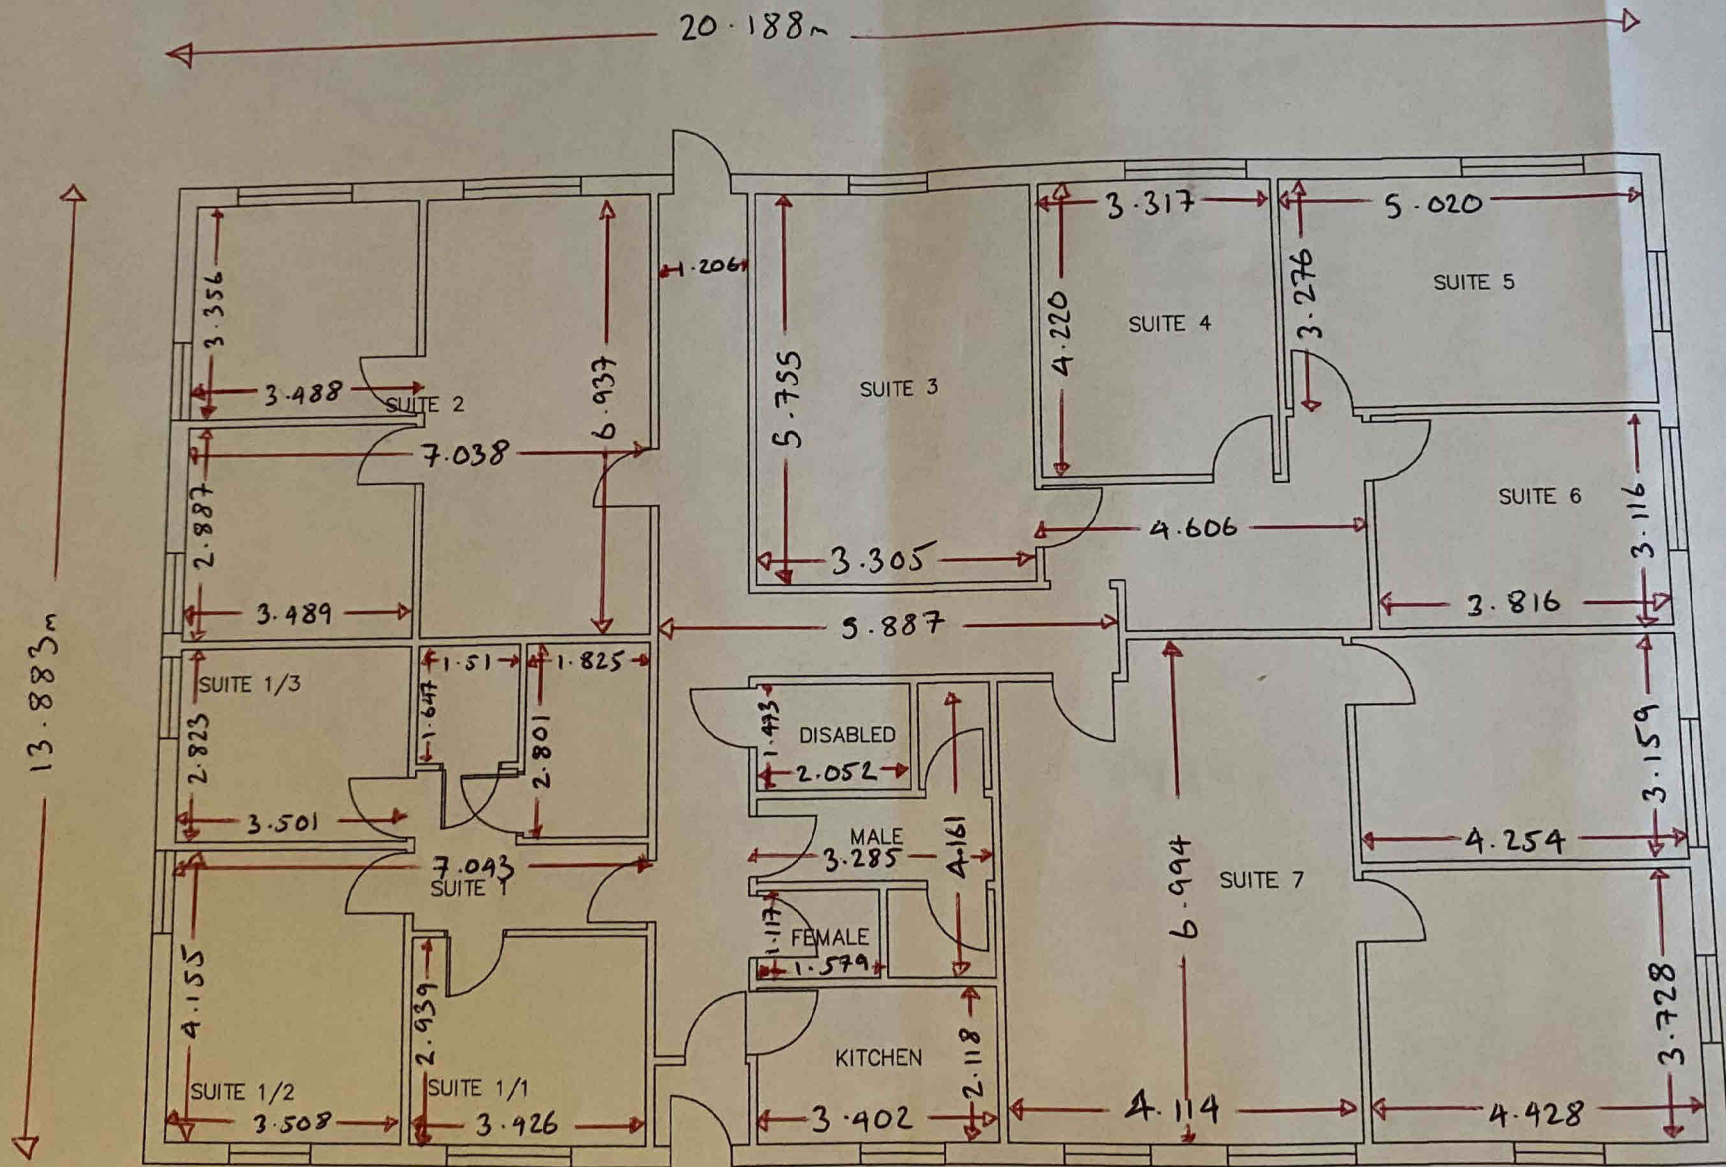 20.188m
13.883m
1.206
3.317
5.020
3.356
6.937
5.755
4.220
3.276
SUITE 5
SUITE 4
3.488
SUITE 2
SUITE 3
7.038
2.887
SUITE 6
3.116
4.606
3.305
3.489
3.816
5.887
SUITE 1/3
1.51
1.825
1.647
2.823
2.801
1.473
DISABLED
2.052
3.159
3.501
MALE
3.285
4.161
4.254
7.043
SUITE 1
6.994
SUITE 7
1.117
FEMALE
1.579
4.155
2.939
2.118
3.728
KITCHEN
SUITE 1/2
SUITE 1/1
3.508
3.426
3.402
4.114
4.428